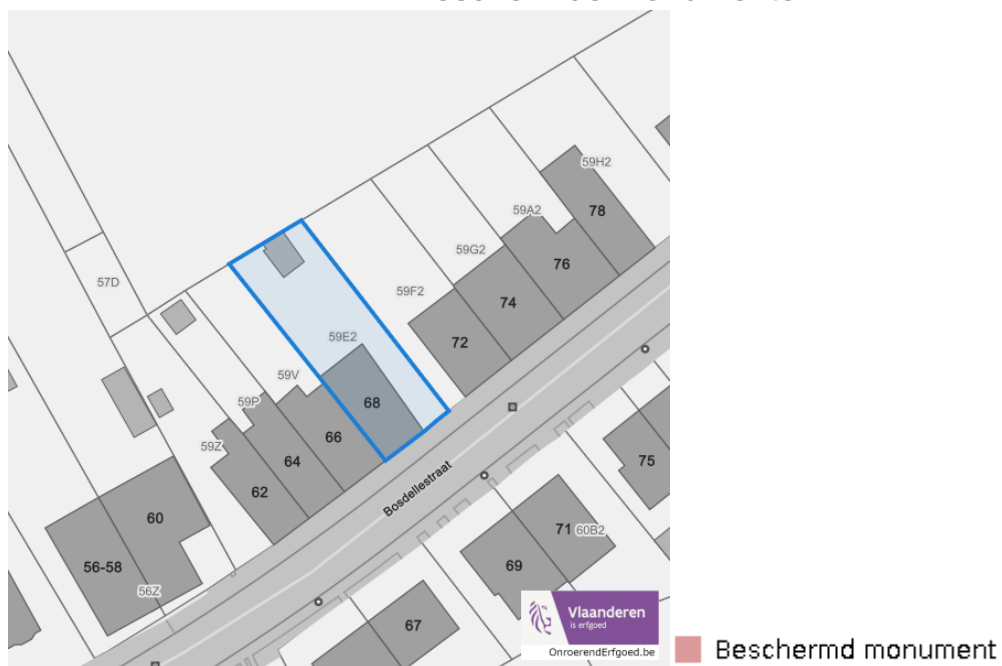 59H2
78
59A2
76
59G2
57D
59F2
74
59E2
72
59V
68
59P
66
59Z
64
62
75
Bosdellestraat
60
71 60B2
56-58
69
56Z
67
Vlaanderen
is erfgoed
OnroerendErfgoed.be
Beschermd monument